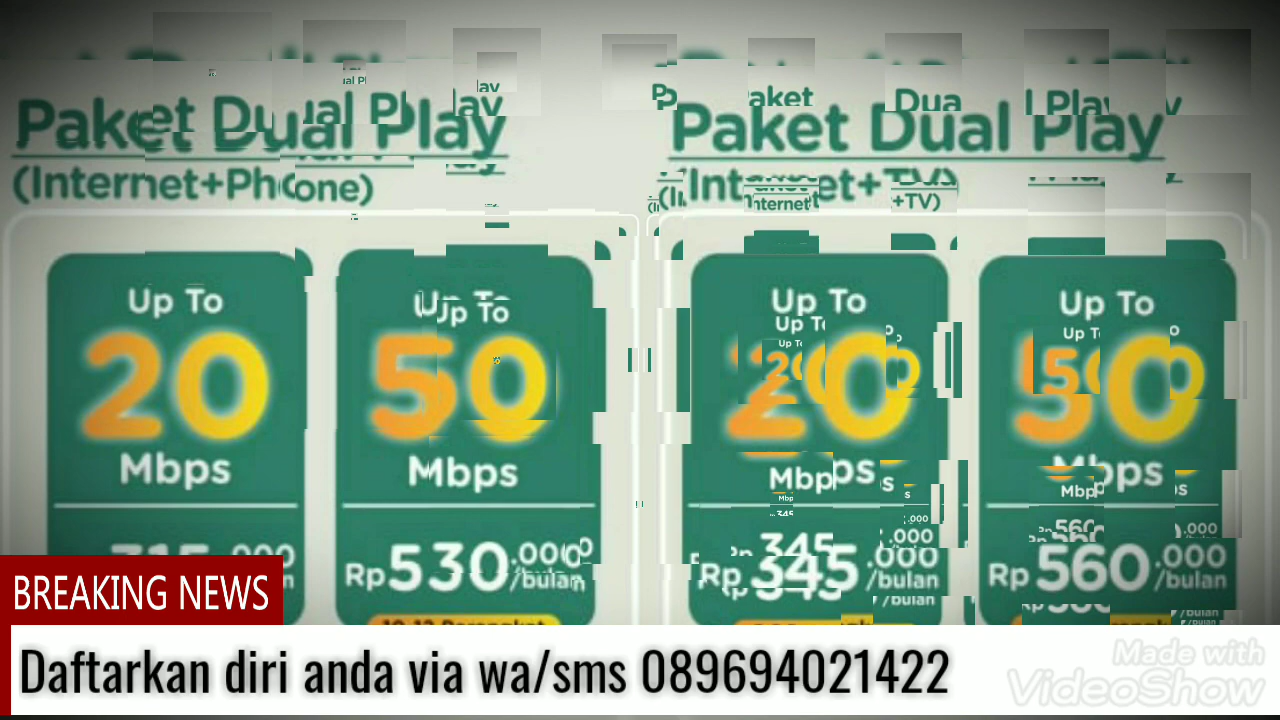 Paket Dual Play
(Internet+Phone)
Up To
20
Mbps
.000
Up To
50
Mbps
Rp 530.000
/bulan
Paket Dual Play
(Internet+TV)
Up To
20
Mbps
Rp 345.000
/bulan
Up To
50
Mbps
Rp 560.000
/bulan
BREAKING NEWS
Daftarkan diri anda via wa/sms 089694021422
Made with
VideoShow